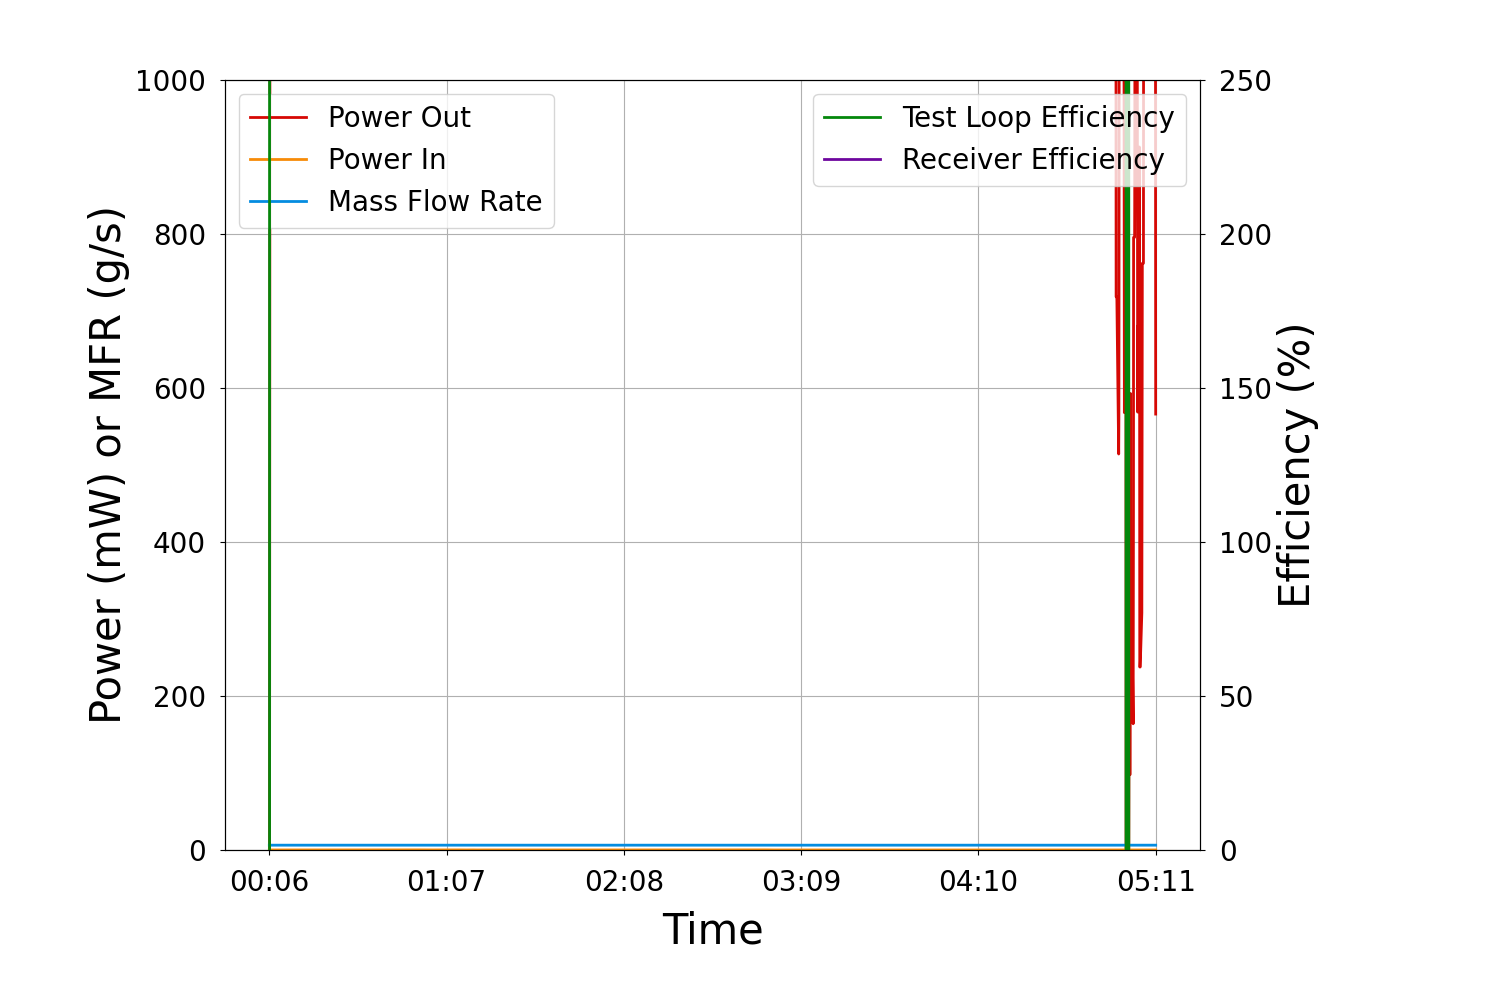 Power Out
Power In
Mass Flow Rate
Test Loop Efficiency
Receiver Efficiency
Power (mW) or MFR (g/s)
1000
800
600
400
200
0
250
200
150
100
50
0
Efficiency (%)
00:06 01:07 02:08 03:09 04:10 05:11
Time